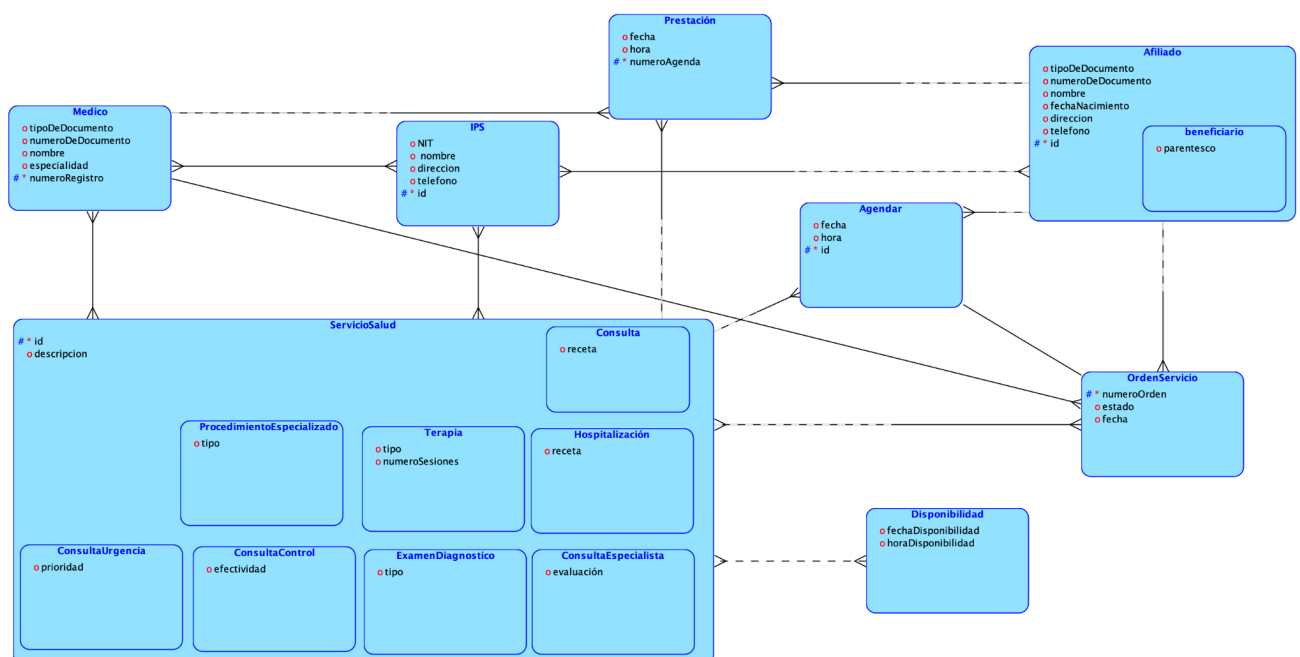 Prestación
o fecha
o hora
# * numeroAgenda
Afiliado
o tipoDeDocumento
o numeroDeDocumento
o nombre
o fechaNacimiento
o direccion
o telefono
# * id
beneficiario
o parentesco
Medico
o tipoDeDocumento
o numeroDeDocumento
o nombre
o especialidad
# * numeroRegistro
IPS
o NIT
o nombre
o direccion
o telefono
# * id
Agendar
o fecha
o hora
# * id
ServicioSalud
# * id
o descripcion
Consulta
o receta
ProcedimientoEspecializado
o tipo
Terapia
o tipo
o numeroSesiones
Hospitalización
o receta
ConsultaUrgencia
o prioridad
ConsultaControl
o efectividad
ExamenDiagnostico
o tipo
ConsultaEspecialista
o evaluación
OrdenServicio
# * numeroOrden
o estado
o fecha
Disponibilidad
o fechaDisponibilidad
o horaDisponibilidad